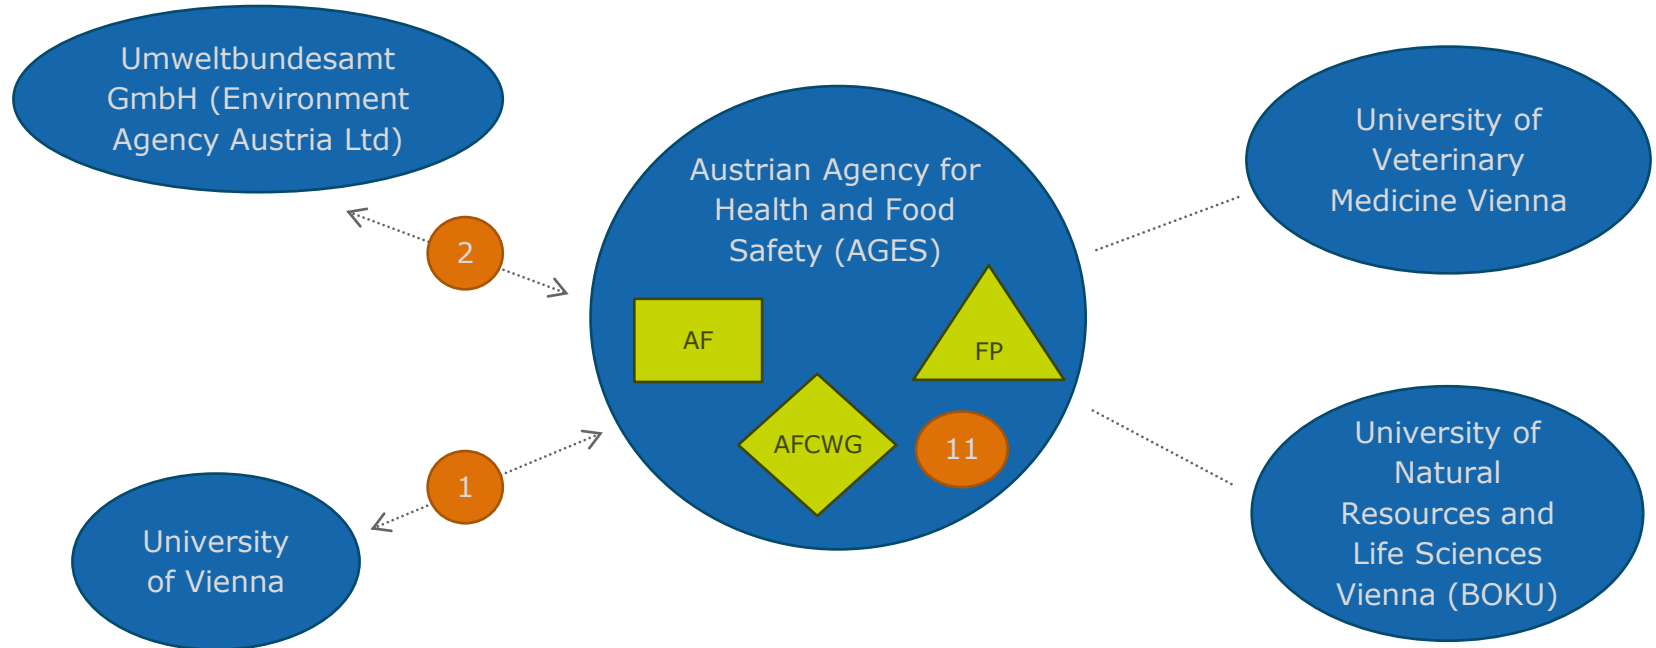 Umweltbundesamt
GmbH (Environment
Agency Austria Ltd)
2
1
University
of Vienna
Austrian Agency for
Health and Food
Safety (AGES)
AF
FP
AFCWG
11
University of
Veterinary
Medicine Vienna
University of
Natural
Resources and
Life Sciences
Vienna (BOKU)